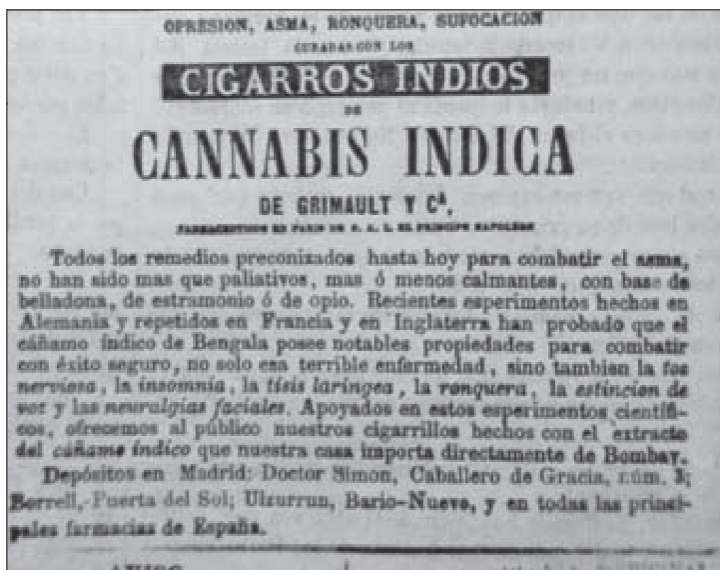 OPRESION, ASMA, RONQUERA, SUFOCACION
CURADAS CON LOS
CIGARROS INDIOS
DE
CANNABIS INDICA
DE GRIMAULT Y Cª.
FARMACEUTICOS EN PARIS DE S. A. I. EL PRINCIPE NAPOLEON
Todos los remedios preconizados hasta hoy para combatir el asma,
no han sido mas que paliativos, mas ó menos calmantes, con base de
belladona, de estramonio ó de opio. Recientes esperimentos hechos en
Alemania y repetidos en Francia y en Inglaterra han probado que el
cáñamo índico de Bengala posee notables propiedades para combatir
con éxito seguro, no solo esa terrible enfermedad, sino tambien la tos
nerviosa, la insomnia, la tísis laringea, la ronquera, la estincion de
voz y las neuralgias faciales. Apoyados en estos esperimentos científi-
cos, ofrecemos al público nuestros cigarrillos hechos con el estracto
del cáñamo índico que nuestra casa importa directamente de Bombay.
Depósitos en Madrid: Doctor Simon, Caballero de Gracia, núm. 3;
Borrell, Puerta del Sol; Ulzurrun, Bario-Nuevo, y en todas las princi-
pales farmacias de España.